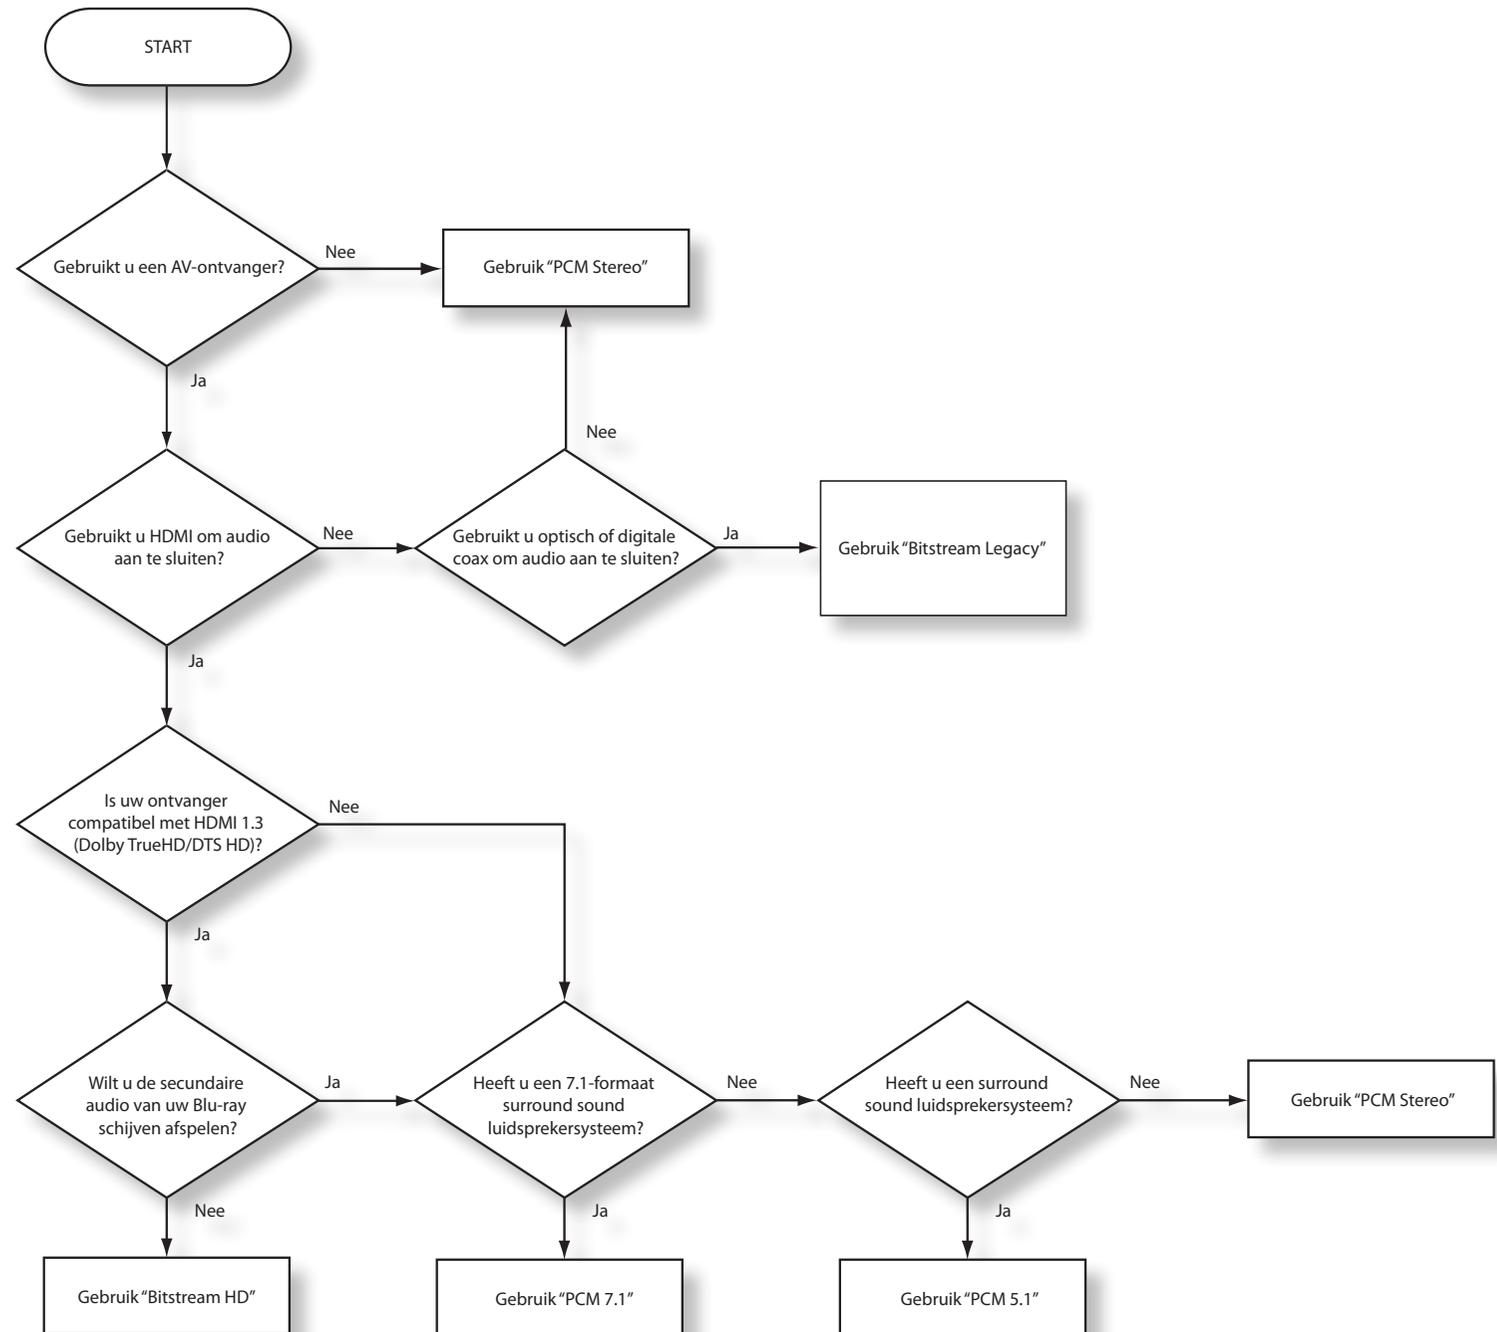 START
Gebruikt u een AV-ontvanger?
Nee
Gebruik “PCM Stereo”
Ja
Nee
Gebruikt u HDMI om audio
aan te sluiten?
Nee
Gebruikt u optisch of digitale
coax om audio aan te sluiten?
Ja
Gebruik “Bitstream Legacy”
Ja
Is uw ontvanger
compatibel met HDMI 1.3
(Dolby TrueHD/DTS HD)?
Nee
Ja
Wilt u de secundaire
audio van uw Blu-ray
schijven afspelen?
Ja
Heeft u een 7.1-formaat
surround sound
luidsprekersysteem?
Nee
Heeft u een surround
sound luidsprekersysteem?
Nee
Gebruik “PCM Stereo”
Nee
Ja
Ja
Gebruik “Bitstream HD”
Gebruik “PCM 7.1”
Gebruik “PCM 5.1”